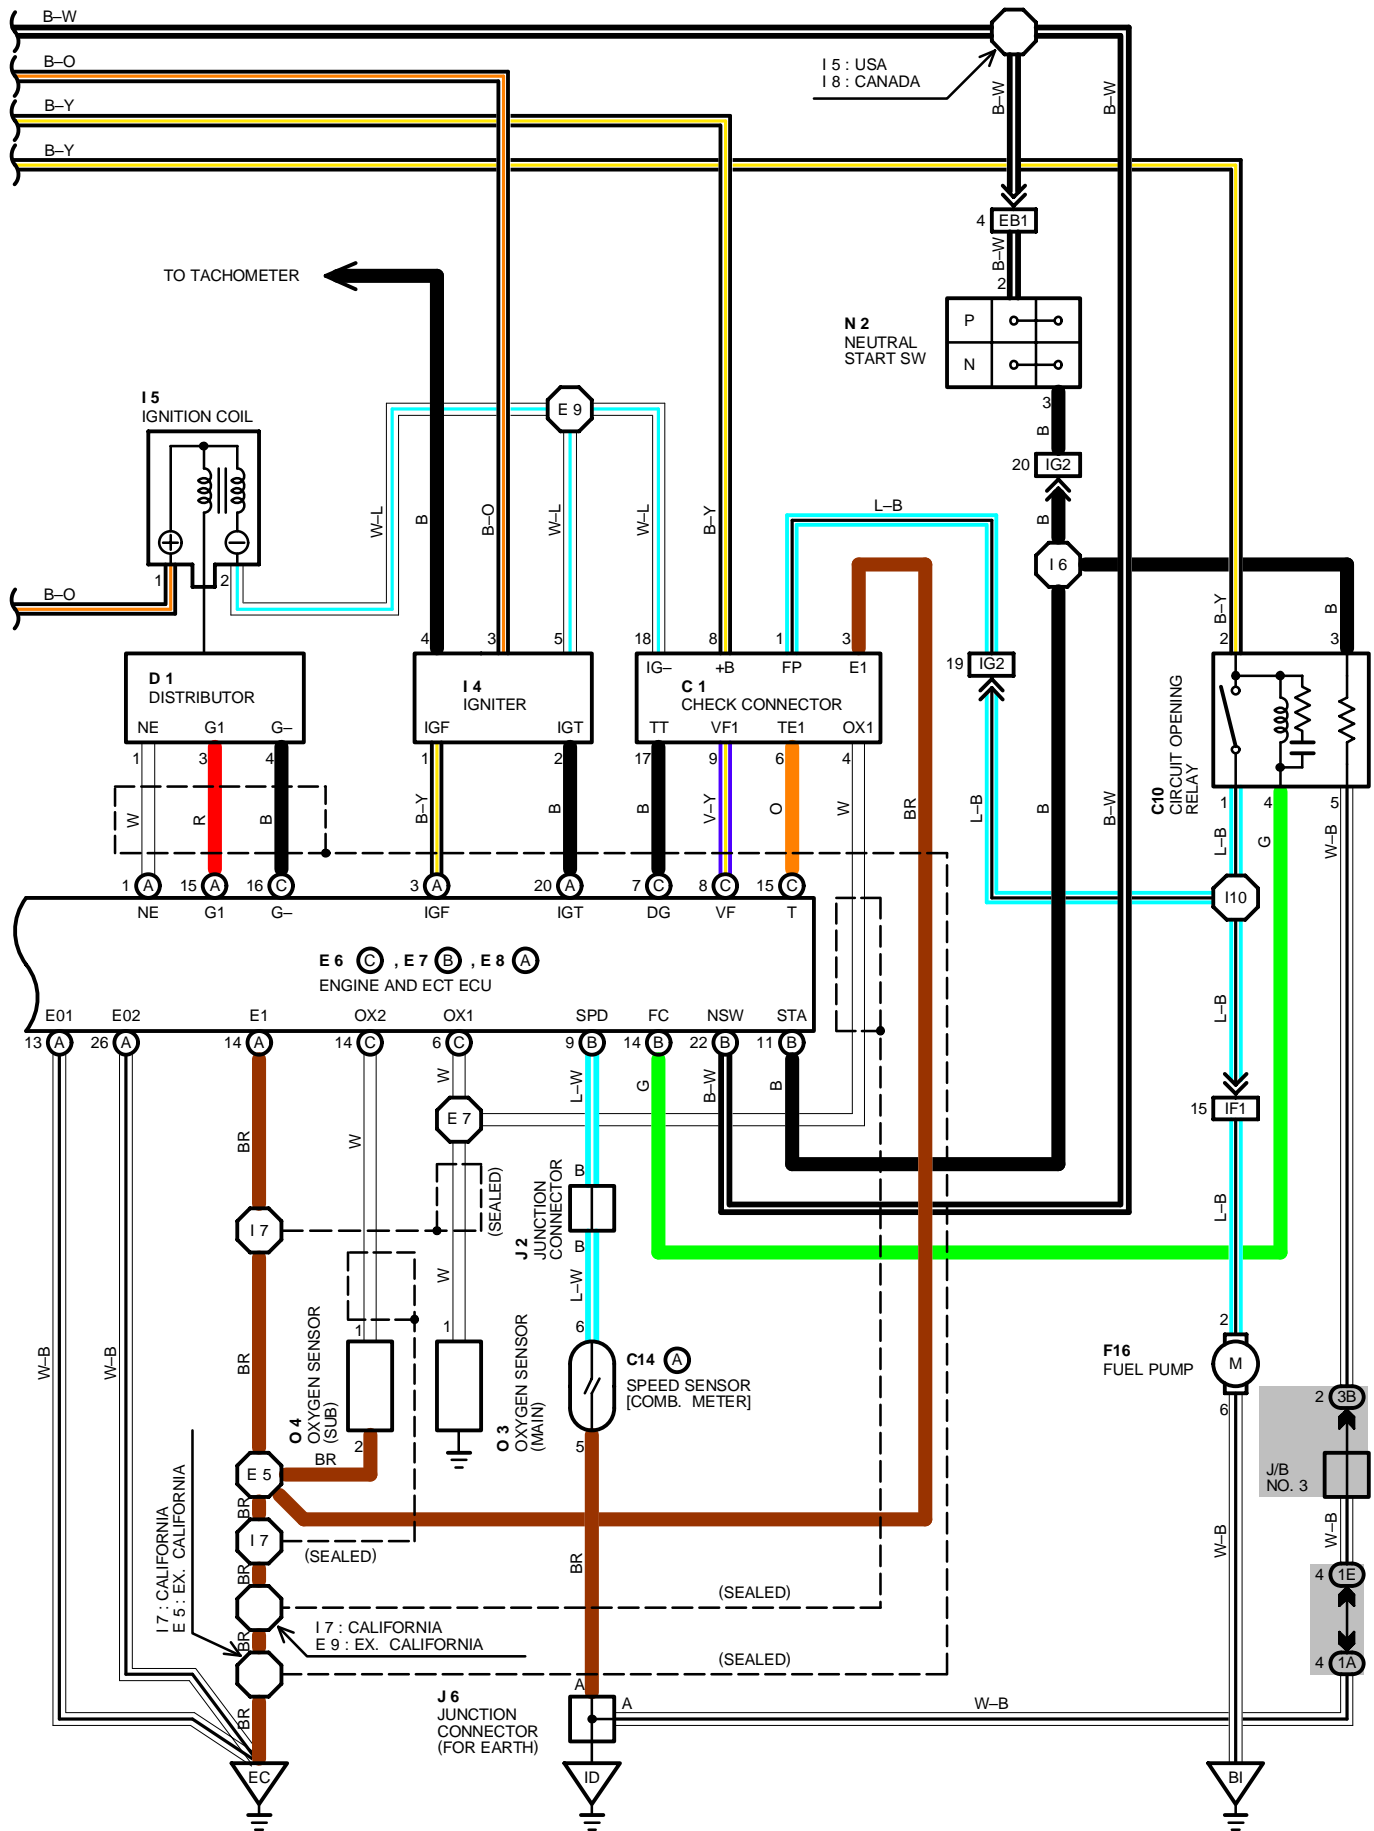 B–W
B–O
B–Y
B–Y
I 5 : USA
I 8 : CANADA
B–W
B–W
4 EB1
B–W
2
TO TACHOMETER
N 2
NEUTRAL
START SW
P
N
3
B
20 IG2
B
I 6
I 5
IGNITION COIL
E 9
1
2
B–O
W–L
B
B–O
W–L
W–L
B–Y
L–B
B–Y
B
4
3
5
18
8
1
3
2
3
19 IG2
D 1
DISTRIBUTOR
NE G1 G–
I 4
IGNITER
IGF IGT
IG– +B FP E1
C 1
CHECK CONNECTOR
TT VF1 TE1 OX1
C10
CIRCUIT OPENING
RELAY
1
3
4
1
2
17
9
6
4
1
4
5
W
R
B
B–Y
B
B
V–Y
O
W
BR
L–B
B
B–W
L–B
G
W–B
1 A
15 A
16 C
3 A
20 A
7 C
8 C
15 C
I10
NE G1 G– IGF IGT DG VF T
E 6 C , E 7 B , E 8 A
ENGINE AND ECT ECU
E01 E02 E1 OX2 OX1 SPD FC NSW STA
13 A
26 A
14 A
14 C
6 C
9 B
14 B
22 B
11 B
L–B
W
L–W
G
B–W
B
E 7
15 IF1
BR
W
(SEALED)
B
J 2
JUNCTION
CONNECTOR
B
I 7
L–B
W
L–W
1
1
6
2
W–B
W–B
BR
O 4
OXYGEN SENSOR
(SUB)
O 3
OXYGEN SENSOR
(MAIN)
C14 A
SPEED SENSOR
[COMB. METER]
F16
FUEL PUMP
M
2
5
6
2 3B
BR
E 5
J/B
NO. 3
BR
I 7
(SEALED)
BR
W–B
W–B
BR
I 7 : CALIFORNIA
E 5 : EX. CALIFORNIA
(SEALED)
4 1E
I 7 : CALIFORNIA
E 9 : EX. CALIFORNIA
BR
(SEALED)
4 1A
A
A
W–B
J 6
JUNCTION
CONNECTOR
(FOR EARTH)
BR
EC
ID
BI